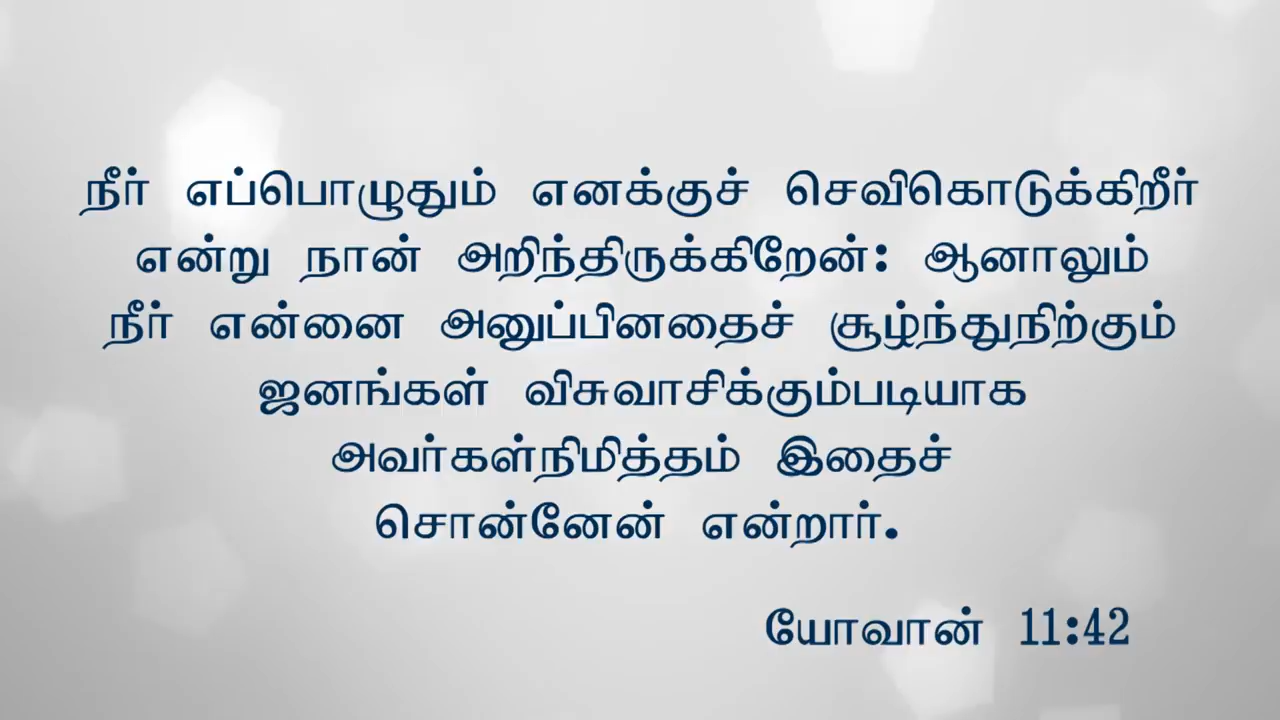 நீர் எப்பொழுதும் எனக்குச் செவிகொடுக்கிறீர்
என்று நான் அறிந்திருக்கிறேன்: ஆனாலும்
நீர் என்னை அனுப்பினதைச் சூழ்ந்துநிற்கும்
ஜனங்கள் விசுவாசிக்கும்படியாக
அவர்கள்நிமித்தம் இதைச்
சொன்னேன் என்றார்.
யோவான் 11:42